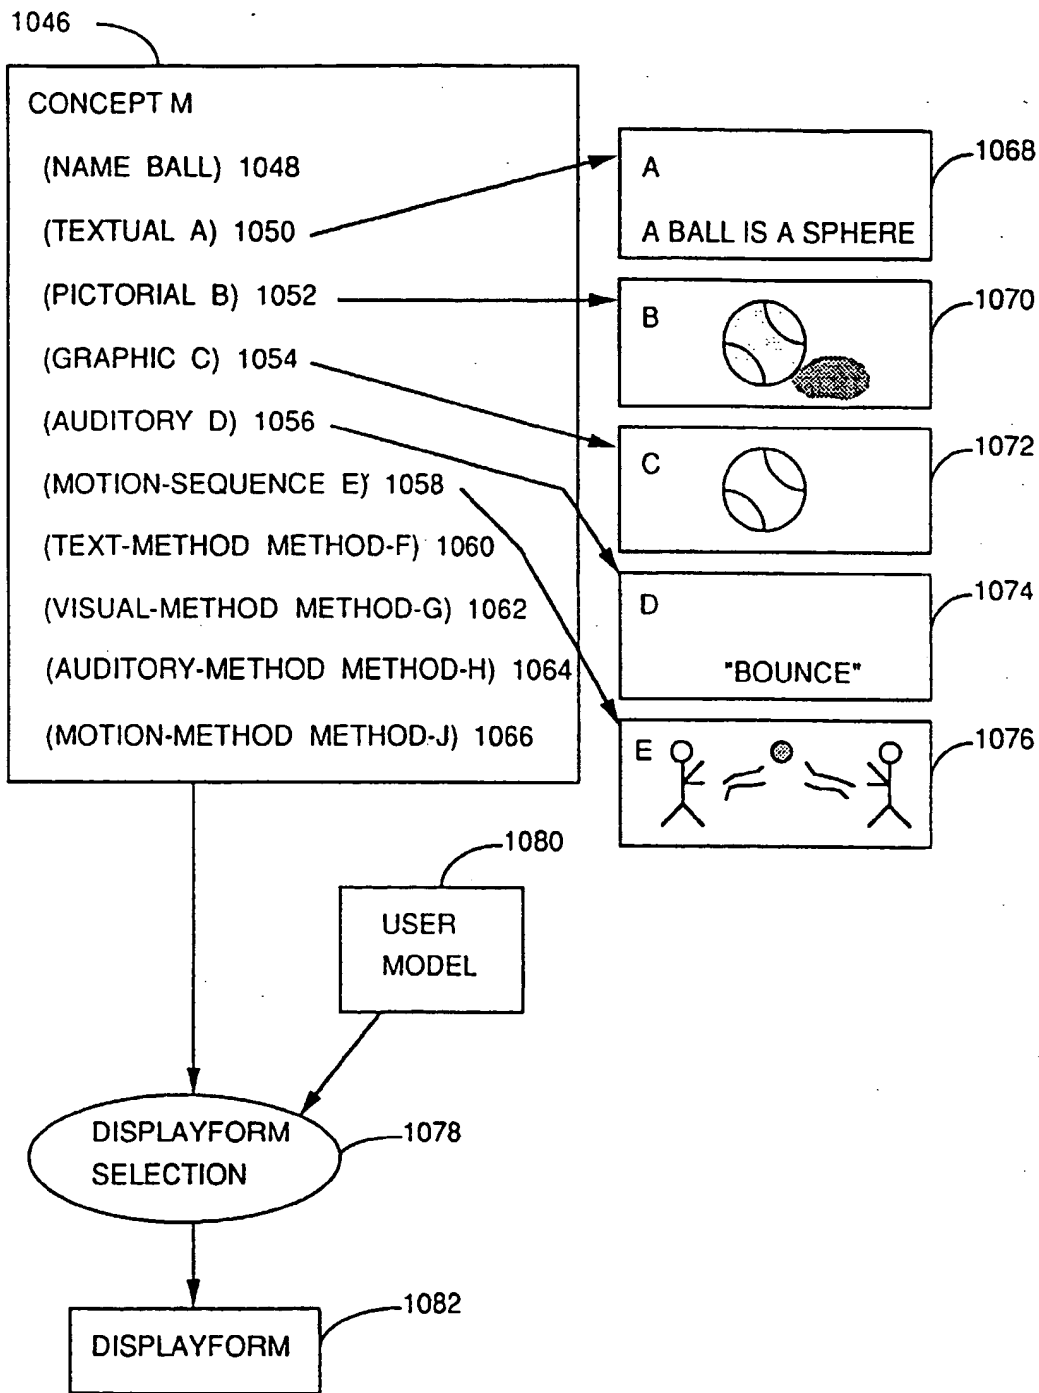 1046
CONCEPT M
(NAME BALL) 1048
(TEXTUAL A) 1050
(PICTORIAL B) 1052
(GRAPHIC C) 1054
(AUDITORY D) 1056
(MOTION-SEQUENCE E) 1058
(TEXT-METHOD METHOD-F) 1060
(VISUAL-METHOD METHOD-G) 1062
(AUDITORY-METHOD METHOD-H) 1064
(MOTION-METHOD METHOD-J) 1066
A
1068
A BALL IS A SPHERE
B
1070
C
1072
D
1074
"BOUNCE"
E
1076
1080
USER
MODEL
DISPLAYFORM
SELECTION
1078
1082
DISPLAYFORM